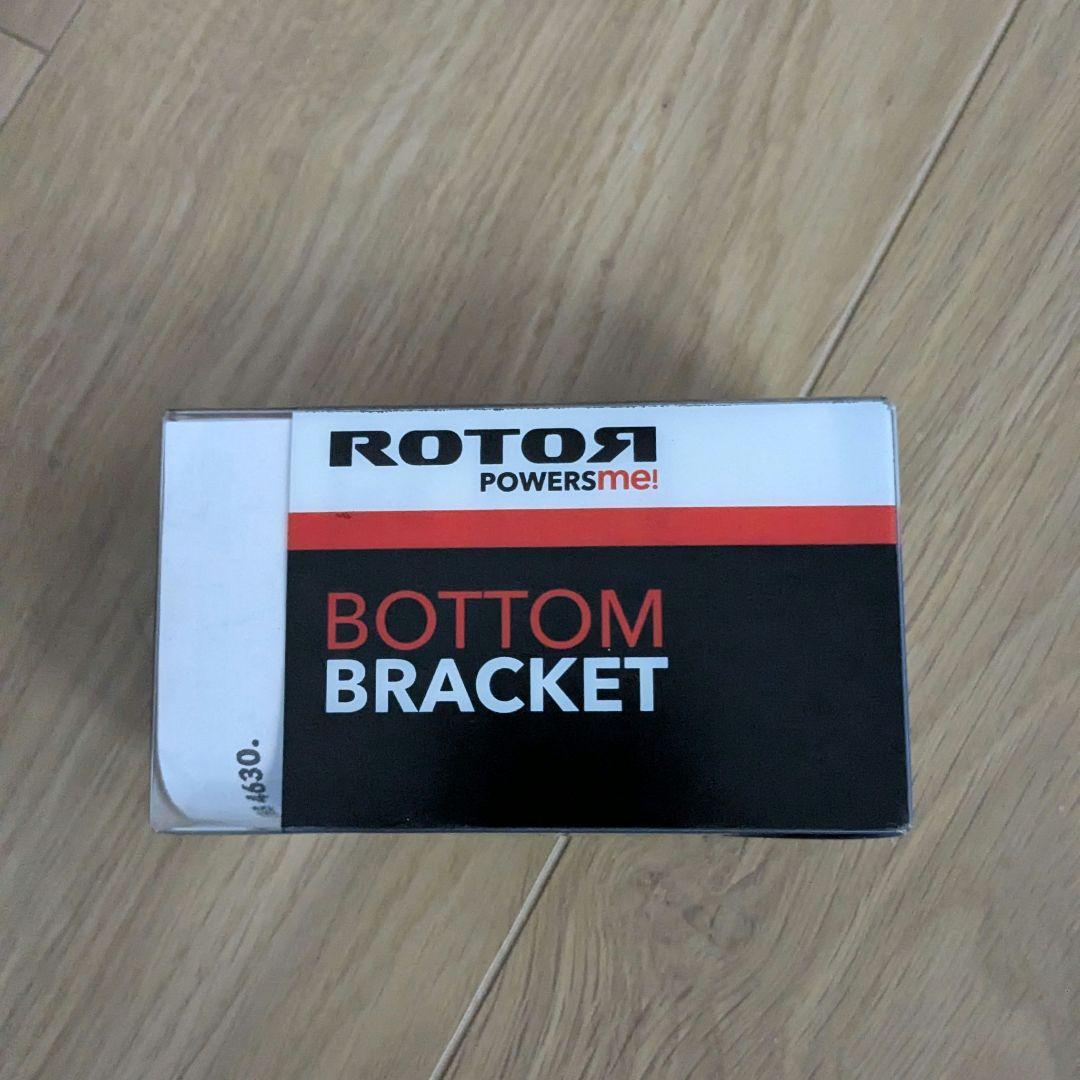 ROTOR
POWERSme!
BOTTOM
BRACKET
4630.